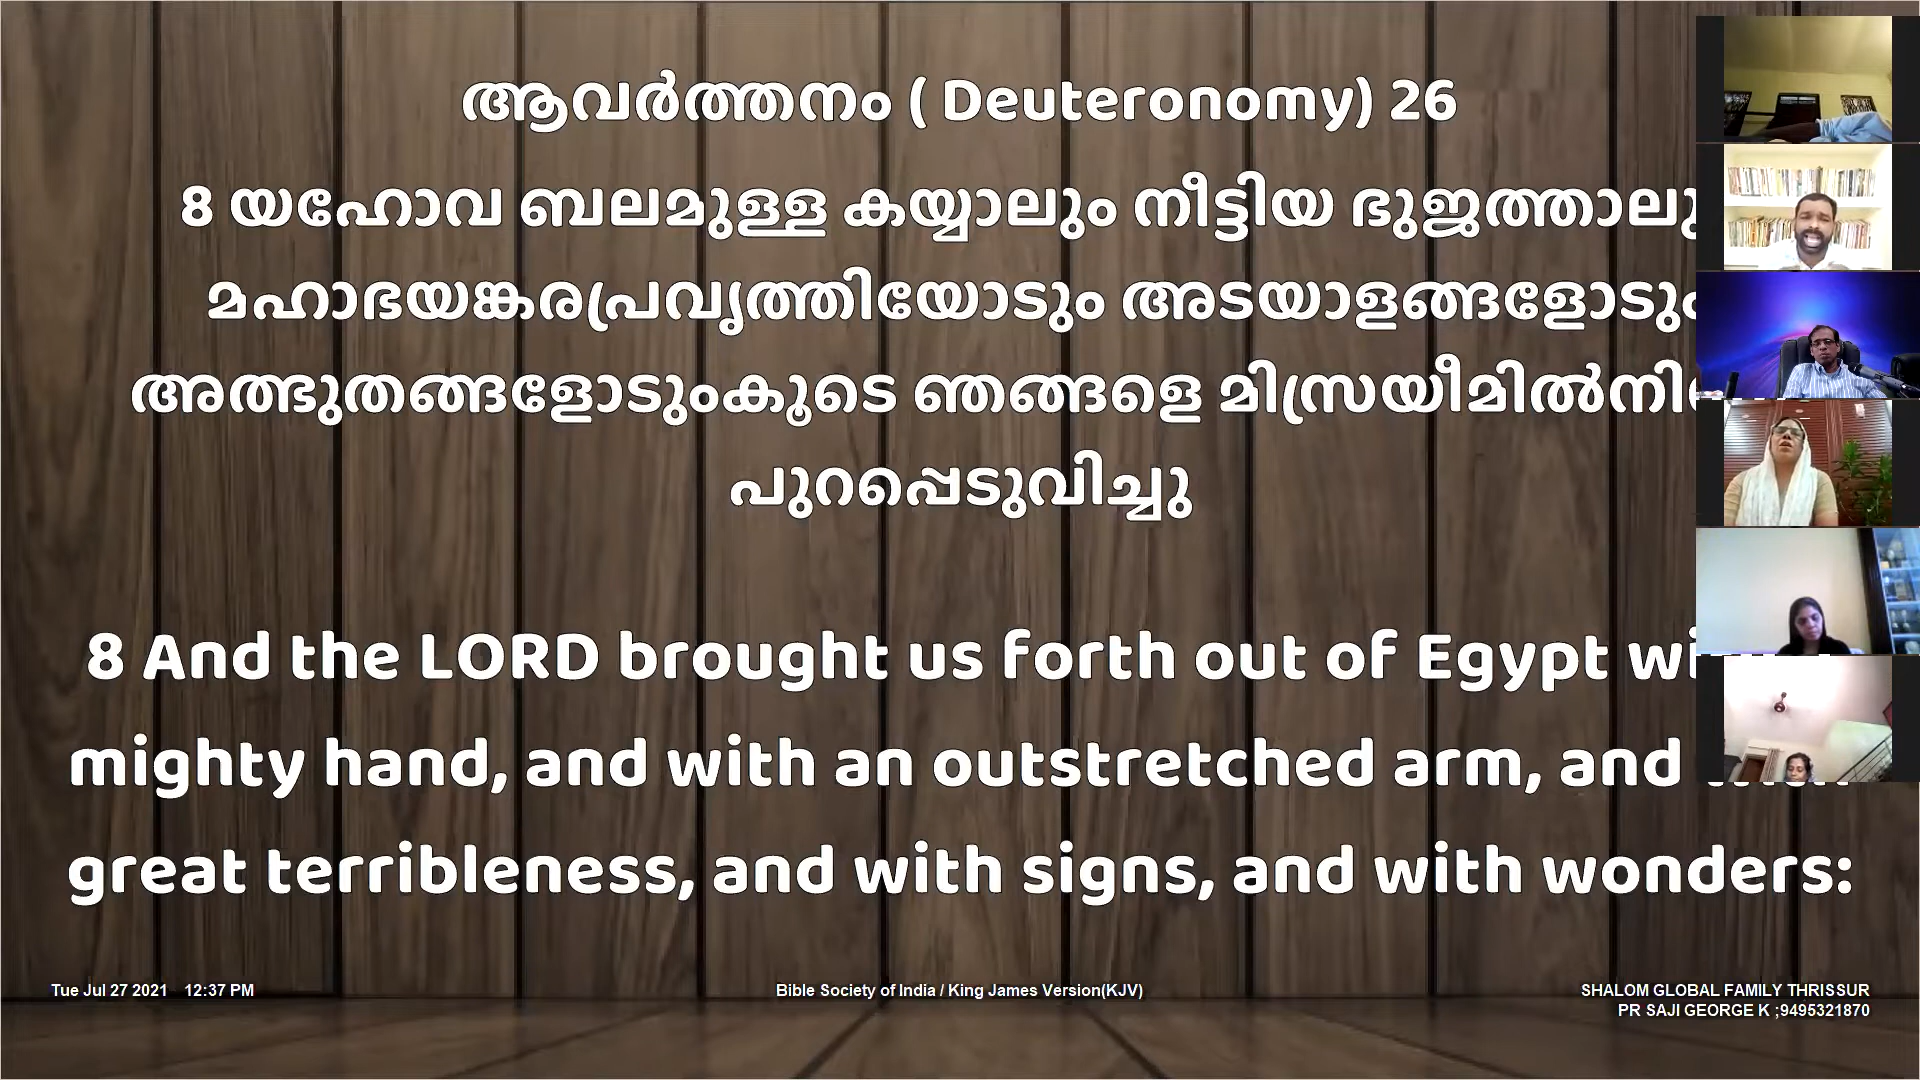 ആവർത്തനം ( Deuteronomy) 26
8 യഹോവ ബലമുള്ള കയ്യാലും നീട്ടിയ ഭുജത്താലു
മഹാഭയങ്കരപ്രവൃത്തിയോടും അടയാളങ്ങളോടും
അത്ഭുതങ്ങളോടുംകൂടെ ഞങ്ങളെ
പുറപ്പെടുവിച്ചു
8 And the LORD brought us forth out of Egypt
mighty hand, and with an outstretched arm, and
great terribleness, and with signs, and with wonders:
Tue Jul 27 2021 12:37 PM
Bible Society of India / King James Version(KJV)
SHALOM GLOBAL FAMILY THRISSUR
PR SAJI GEORGE K ;9495321870